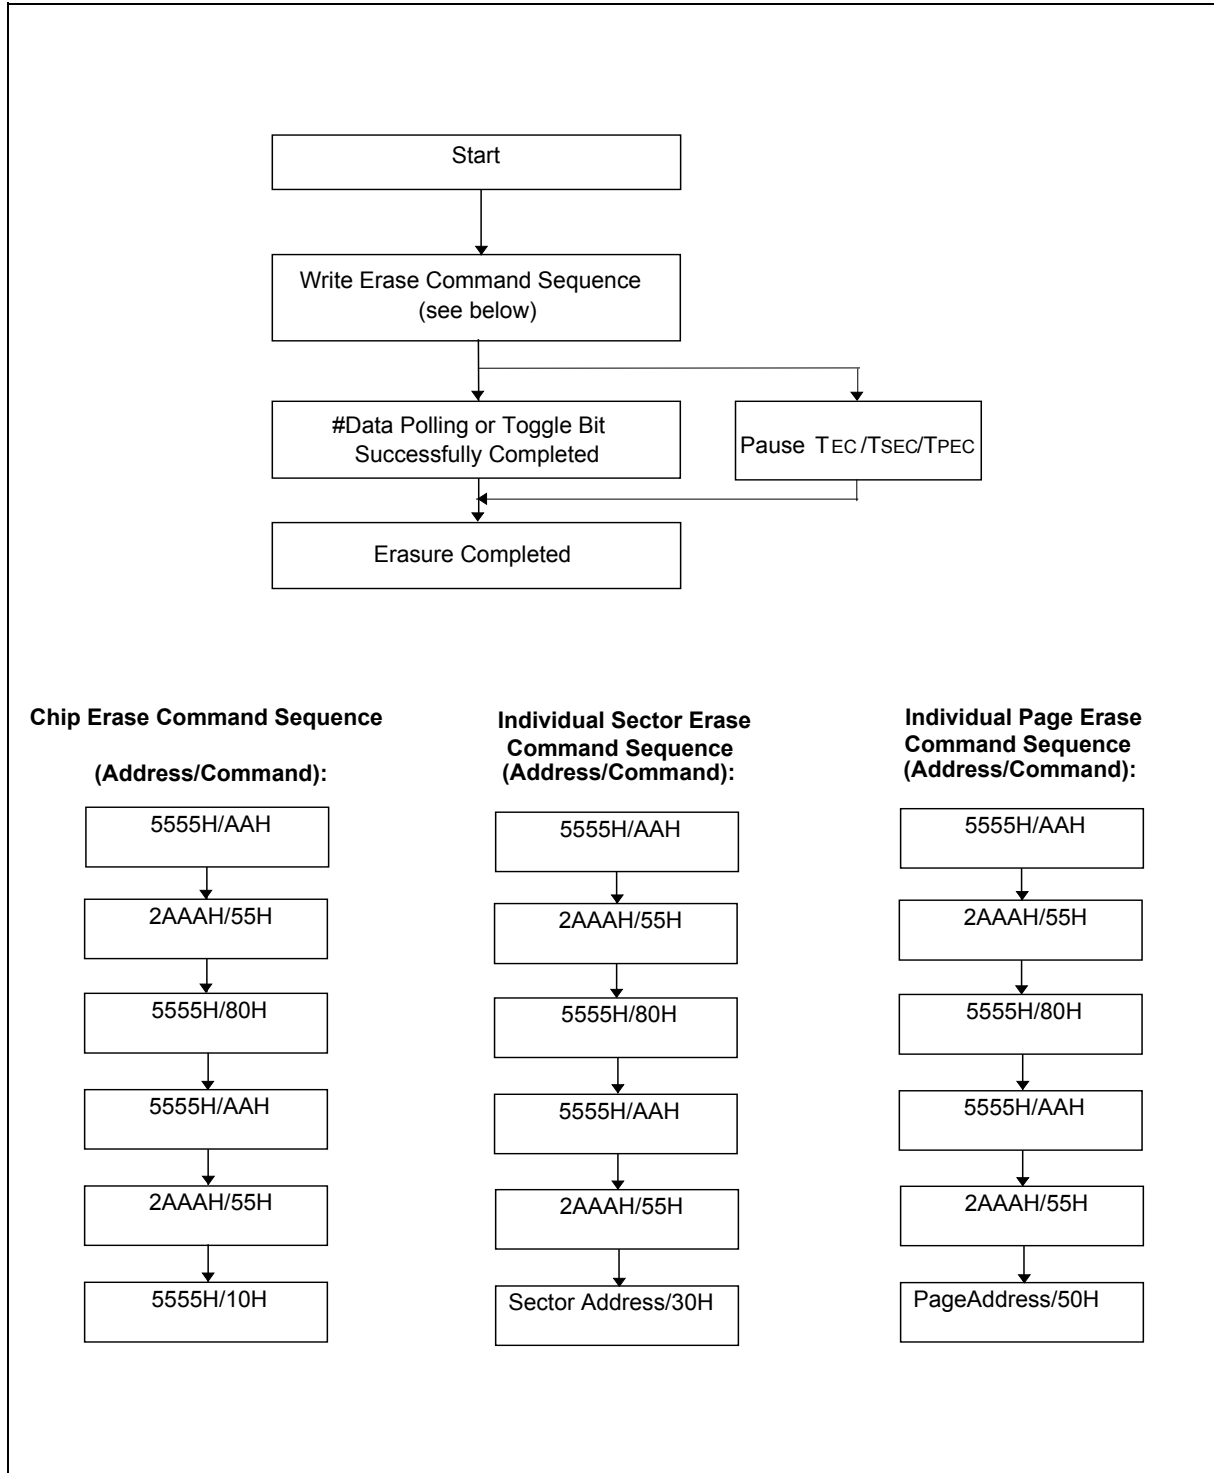 Start
Write Erase Command Sequence
(see below)
#Data Polling or Toggle Bit
Successfully Completed
Pause TEC/TSEC/TPEC
Erasure Completed
Chip Erase Command Sequence
(Address/Command):
5555H/AAH
2AAAH/55H
5555H/80H
5555H/AAH
2AAAH/55H
5555H/10H
Individual Sector Erase
Command Sequence
(Address/Command):
5555H/AAH
2AAAH/55H
5555H/80H
5555H/AAH
2AAAH/55H
Sector Address/30H
Individual Page Erase
Command Sequence
(Address/Command):
5555H/AAH
2AAAH/55H
5555H/80H
5555H/AAH
2AAAH/55H
PageAddress/50H